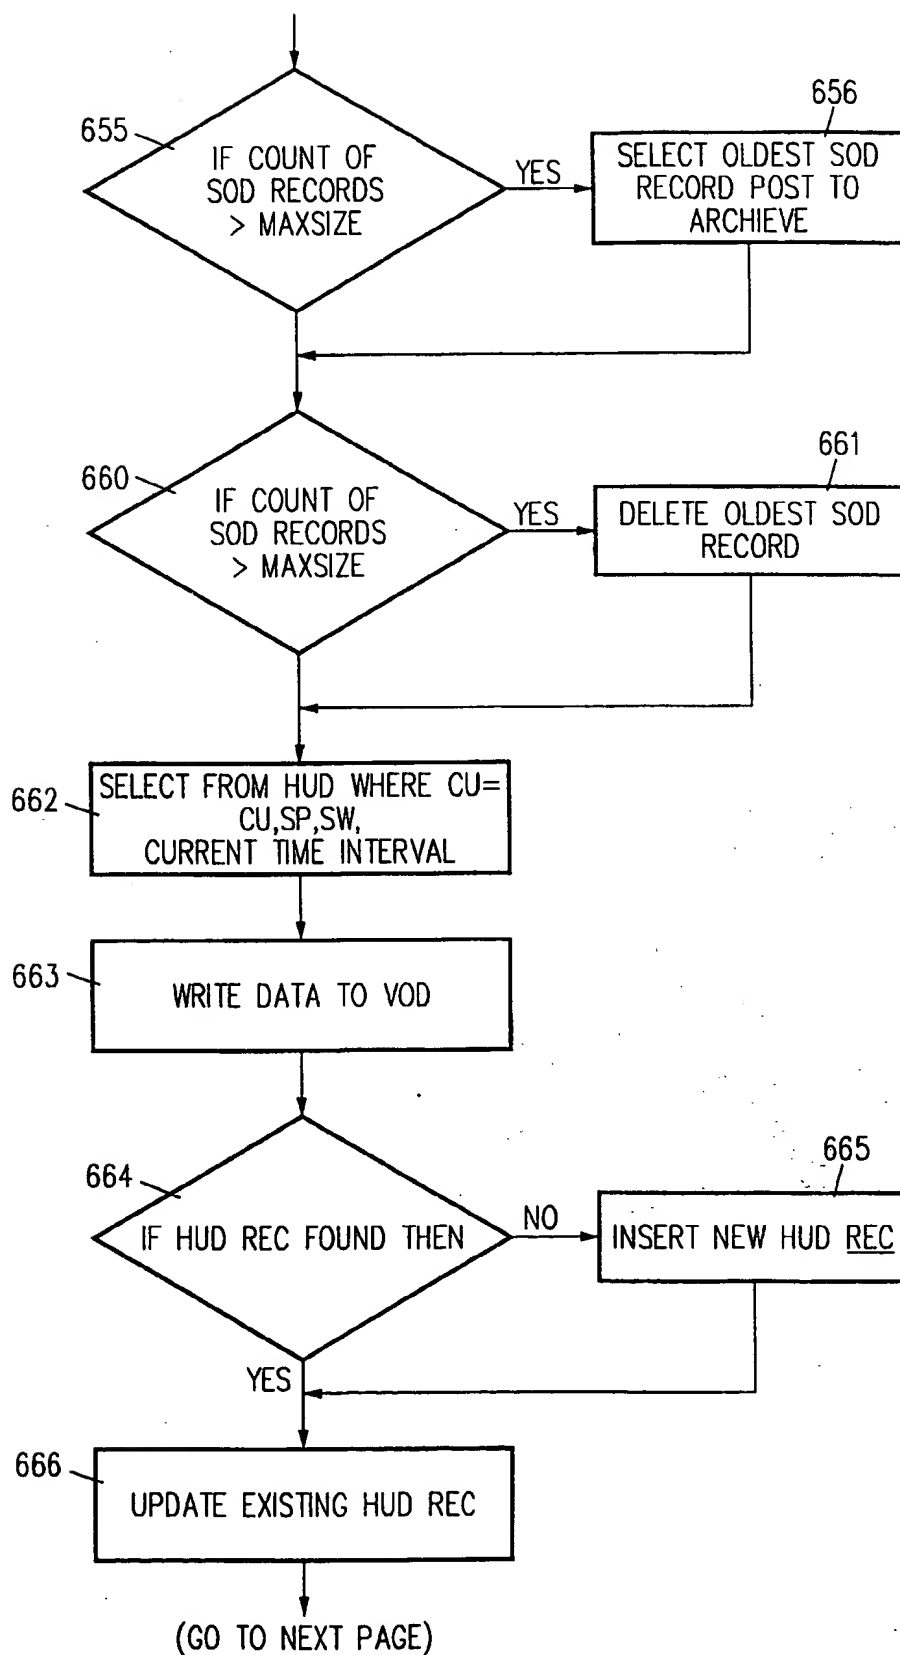 655
IF COUNT OF
SOD RECORDS
> MAXSIZE
YES
656
SELECT OLDEST SOD
RECORD POST TO
ARCHIEVE
660
IF COUNT OF
SOD RECORDS
> MAXSIZE
YES
661
DELETE OLDEST SOD
RECORD
662
SELECT FROM HUD WHERE CU=
CU,SP,SW,
CURRENT TIME INTERVAL
663
WRITE DATA TO VOD
664
IF HUD REC FOUND THEN
NO
665
INSERT NEW HUD REC
YES
666
UPDATE EXISTING HUD REC
(GO TO NEXT PAGE)